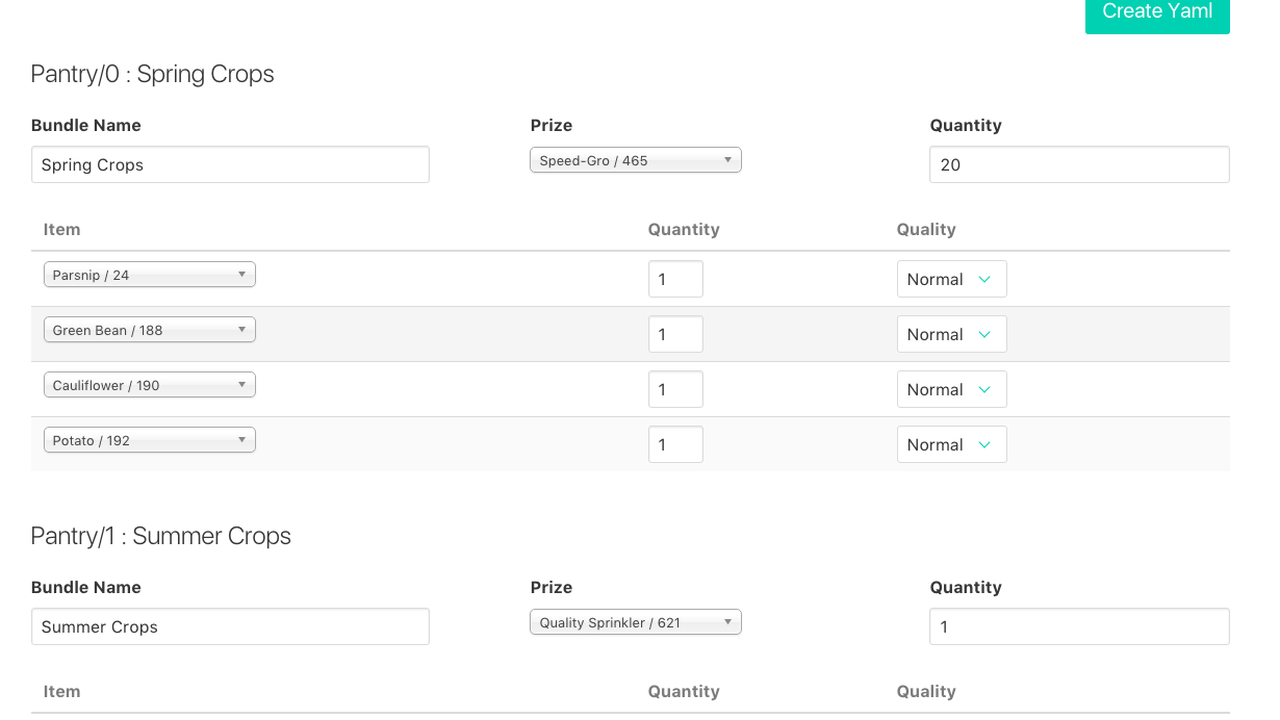 Create Yaml
Pantry/0 : Spring Crops
Bundle Name Prize Quantity
Spring Crops Speed-Gro / 465 20
Item Quantity Quality
Parsnip / 24 1 Normal
Green Bean / 188 1 Normal
Cauliflower / 190 1 Normal
Potato / 192 1 Normal
Pantry/1 : Summer Crops
Bundle Name Prize Quantity
Summer Crops Quality Sprinkler / 621 1
Item Quantity Quality